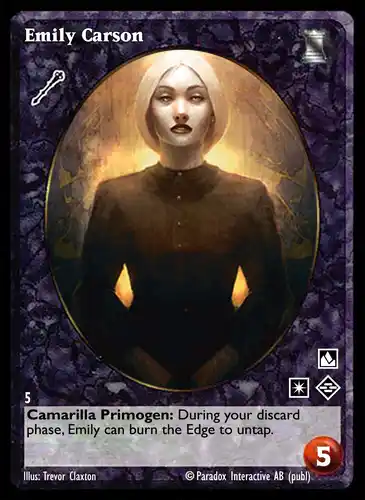 Emily Carson
5
Camarilla Primogen: During your discard
phase, Emily can burn the Edge to untap.
5
Illus: Trevor Claxton © Paradox Interactive AB (publ)